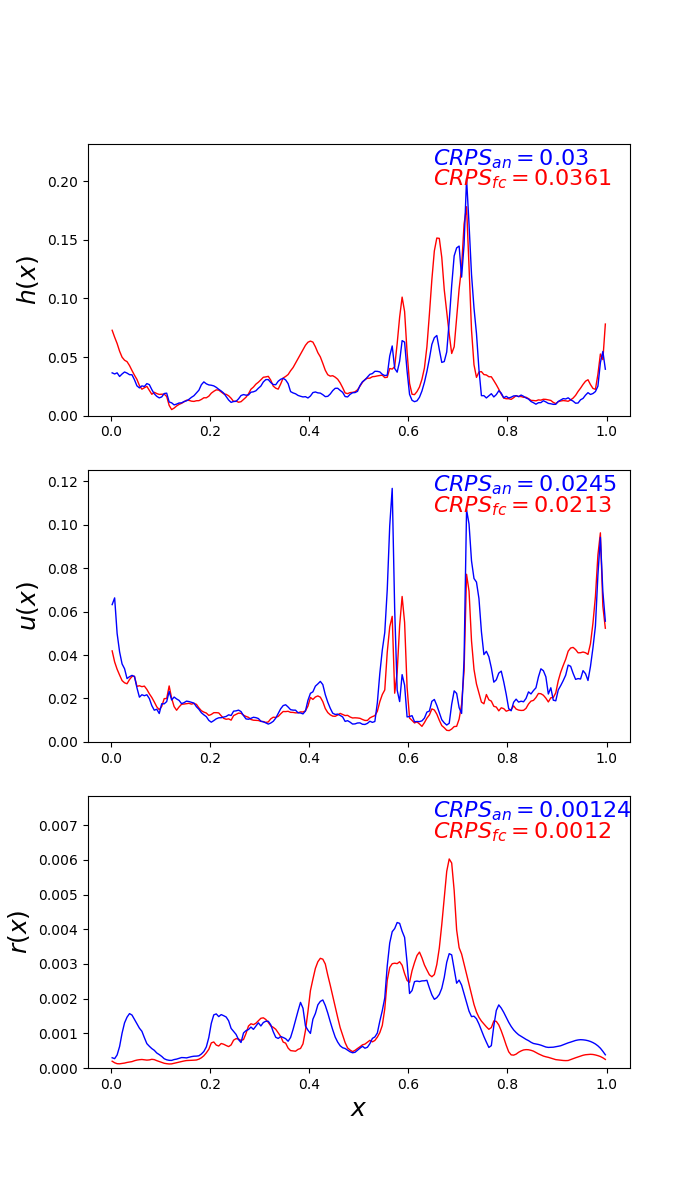 CRPS_an = 0.03
CRPS_fc = 0.0361
0.20
0.15
0.10
0.05
0.00
h(x)
0.0 0.2 0.4 0.6 0.8 1.0
CRPS_an = 0.0245
CRPS_fc = 0.0213
0.12
0.10
0.08
0.06
0.04
0.02
0.00
u(x)
0.0 0.2 0.4 0.6 0.8 1.0
CRPS_an = 0.00124
CRPS_fc = 0.0012
0.007
0.006
0.005
0.004
0.003
0.002
0.001
0.000
r(x)
0.0 0.2 0.4 0.6 0.8 1.0
x